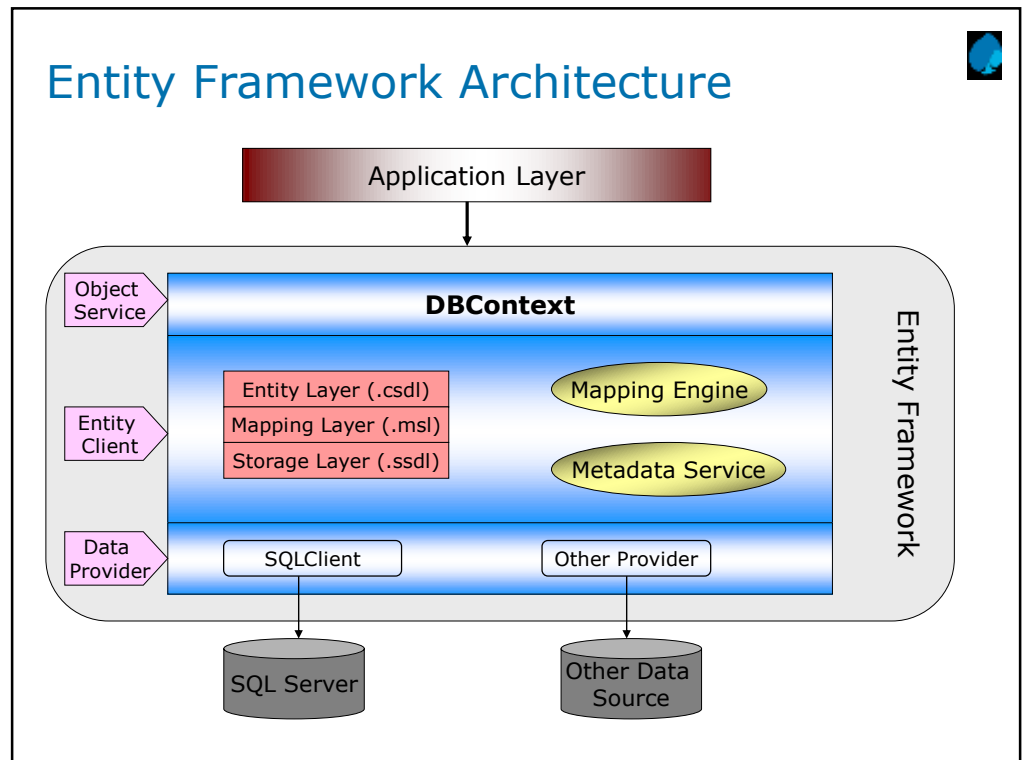 Entity Framework Architecture
Application Layer
Object
Service
DBContext
Entity Layer (.csdl)
Mapping Layer (.msl)
Storage Layer (.ssdl)
Mapping Engine
Metadata Service
Entity
Client
Entity Framework
Data
Provider
SQLClient
Other Provider
SQL Server
Other Data
Source